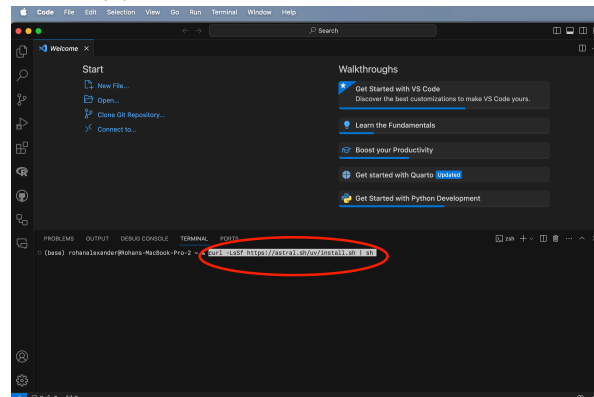 Code File Edit Selection View Go Run Terminal Window Help
Search
Welcome
Start
New File...
Open...
Clone Git Repository...
Connect to...
Walkthroughs
Get Started with VS Code
Discover the best customizations to make VS Code yours.
Learn the Fundamentals
Boost your Productivity
Get started with Quarto Updated
Get Started with Python Development
PROBLEMS OUTPUT DEBUG CONSOLE TERMINAL PORTS
zsh
(base) rohanalexander@Rohans-MacBook-Pro-2 ~ % curl -LsSf https://astral.sh/uv/install.sh | sh